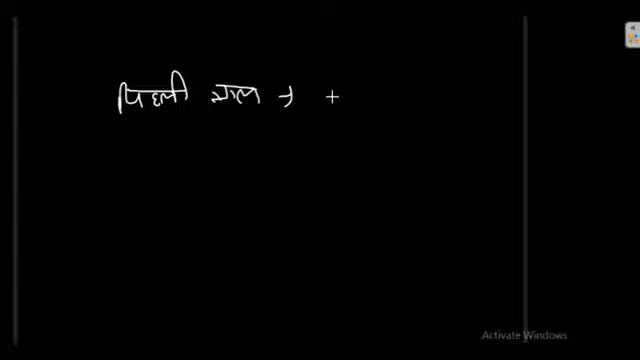 पिछली साल → +
Activate Windows